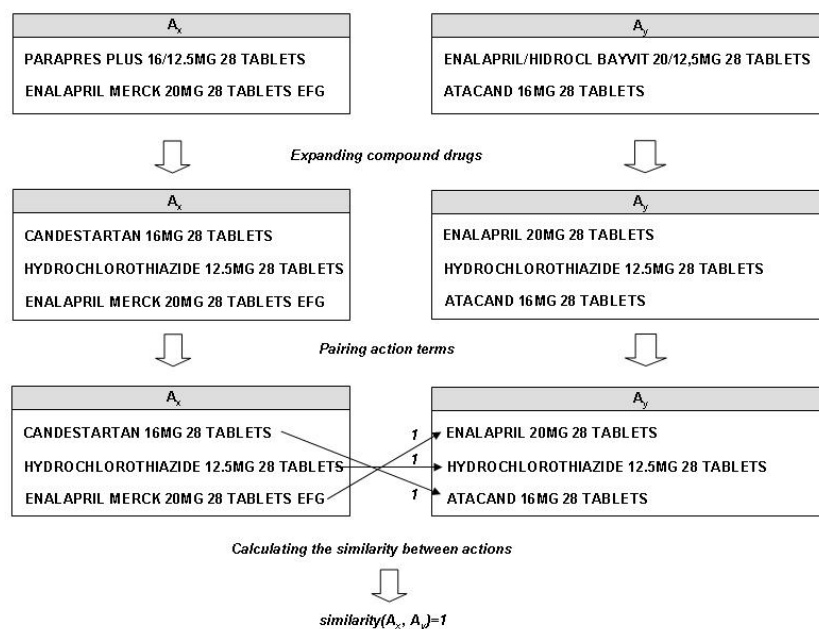 Ax
PARAPRES PLUS 16/12.5MG 28 TABLETS
ENALAPRIL MERCK 20MG 28 TABLETS EFG
Ay
ENALAPRIL/HIDROCL BAYVIT 20/12,5MG 28 TABLETS
ATACAND 16MG 28 TABLETS
Expanding compound drugs
Ax
CANDESTARTAN 16MG 28 TABLETS
HYDROCHLOROTHIAZIDE 12.5MG 28 TABLETS
ENALAPRIL MERCK 20MG 28 TABLETS EFG
Ay
ENALAPRIL 20MG 28 TABLETS
HYDROCHLOROTHIAZIDE 12.5MG 28 TABLETS
ATACAND 16MG 28 TABLETS
Pairing action terms
Ax
CANDESTARTAN 16MG 28 TABLETS
HYDROCHLOROTHIAZIDE 12.5MG 28 TABLETS
ENALAPRIL MERCK 20MG 28 TABLETS EFG
1
1
1
Ay
ENALAPRIL 20MG 28 TABLETS
HYDROCHLOROTHIAZIDE 12.5MG 28 TABLETS
ATACAND 16MG 28 TABLETS
Calculating the similarity between actions
similarity(Ax, Ay)=1